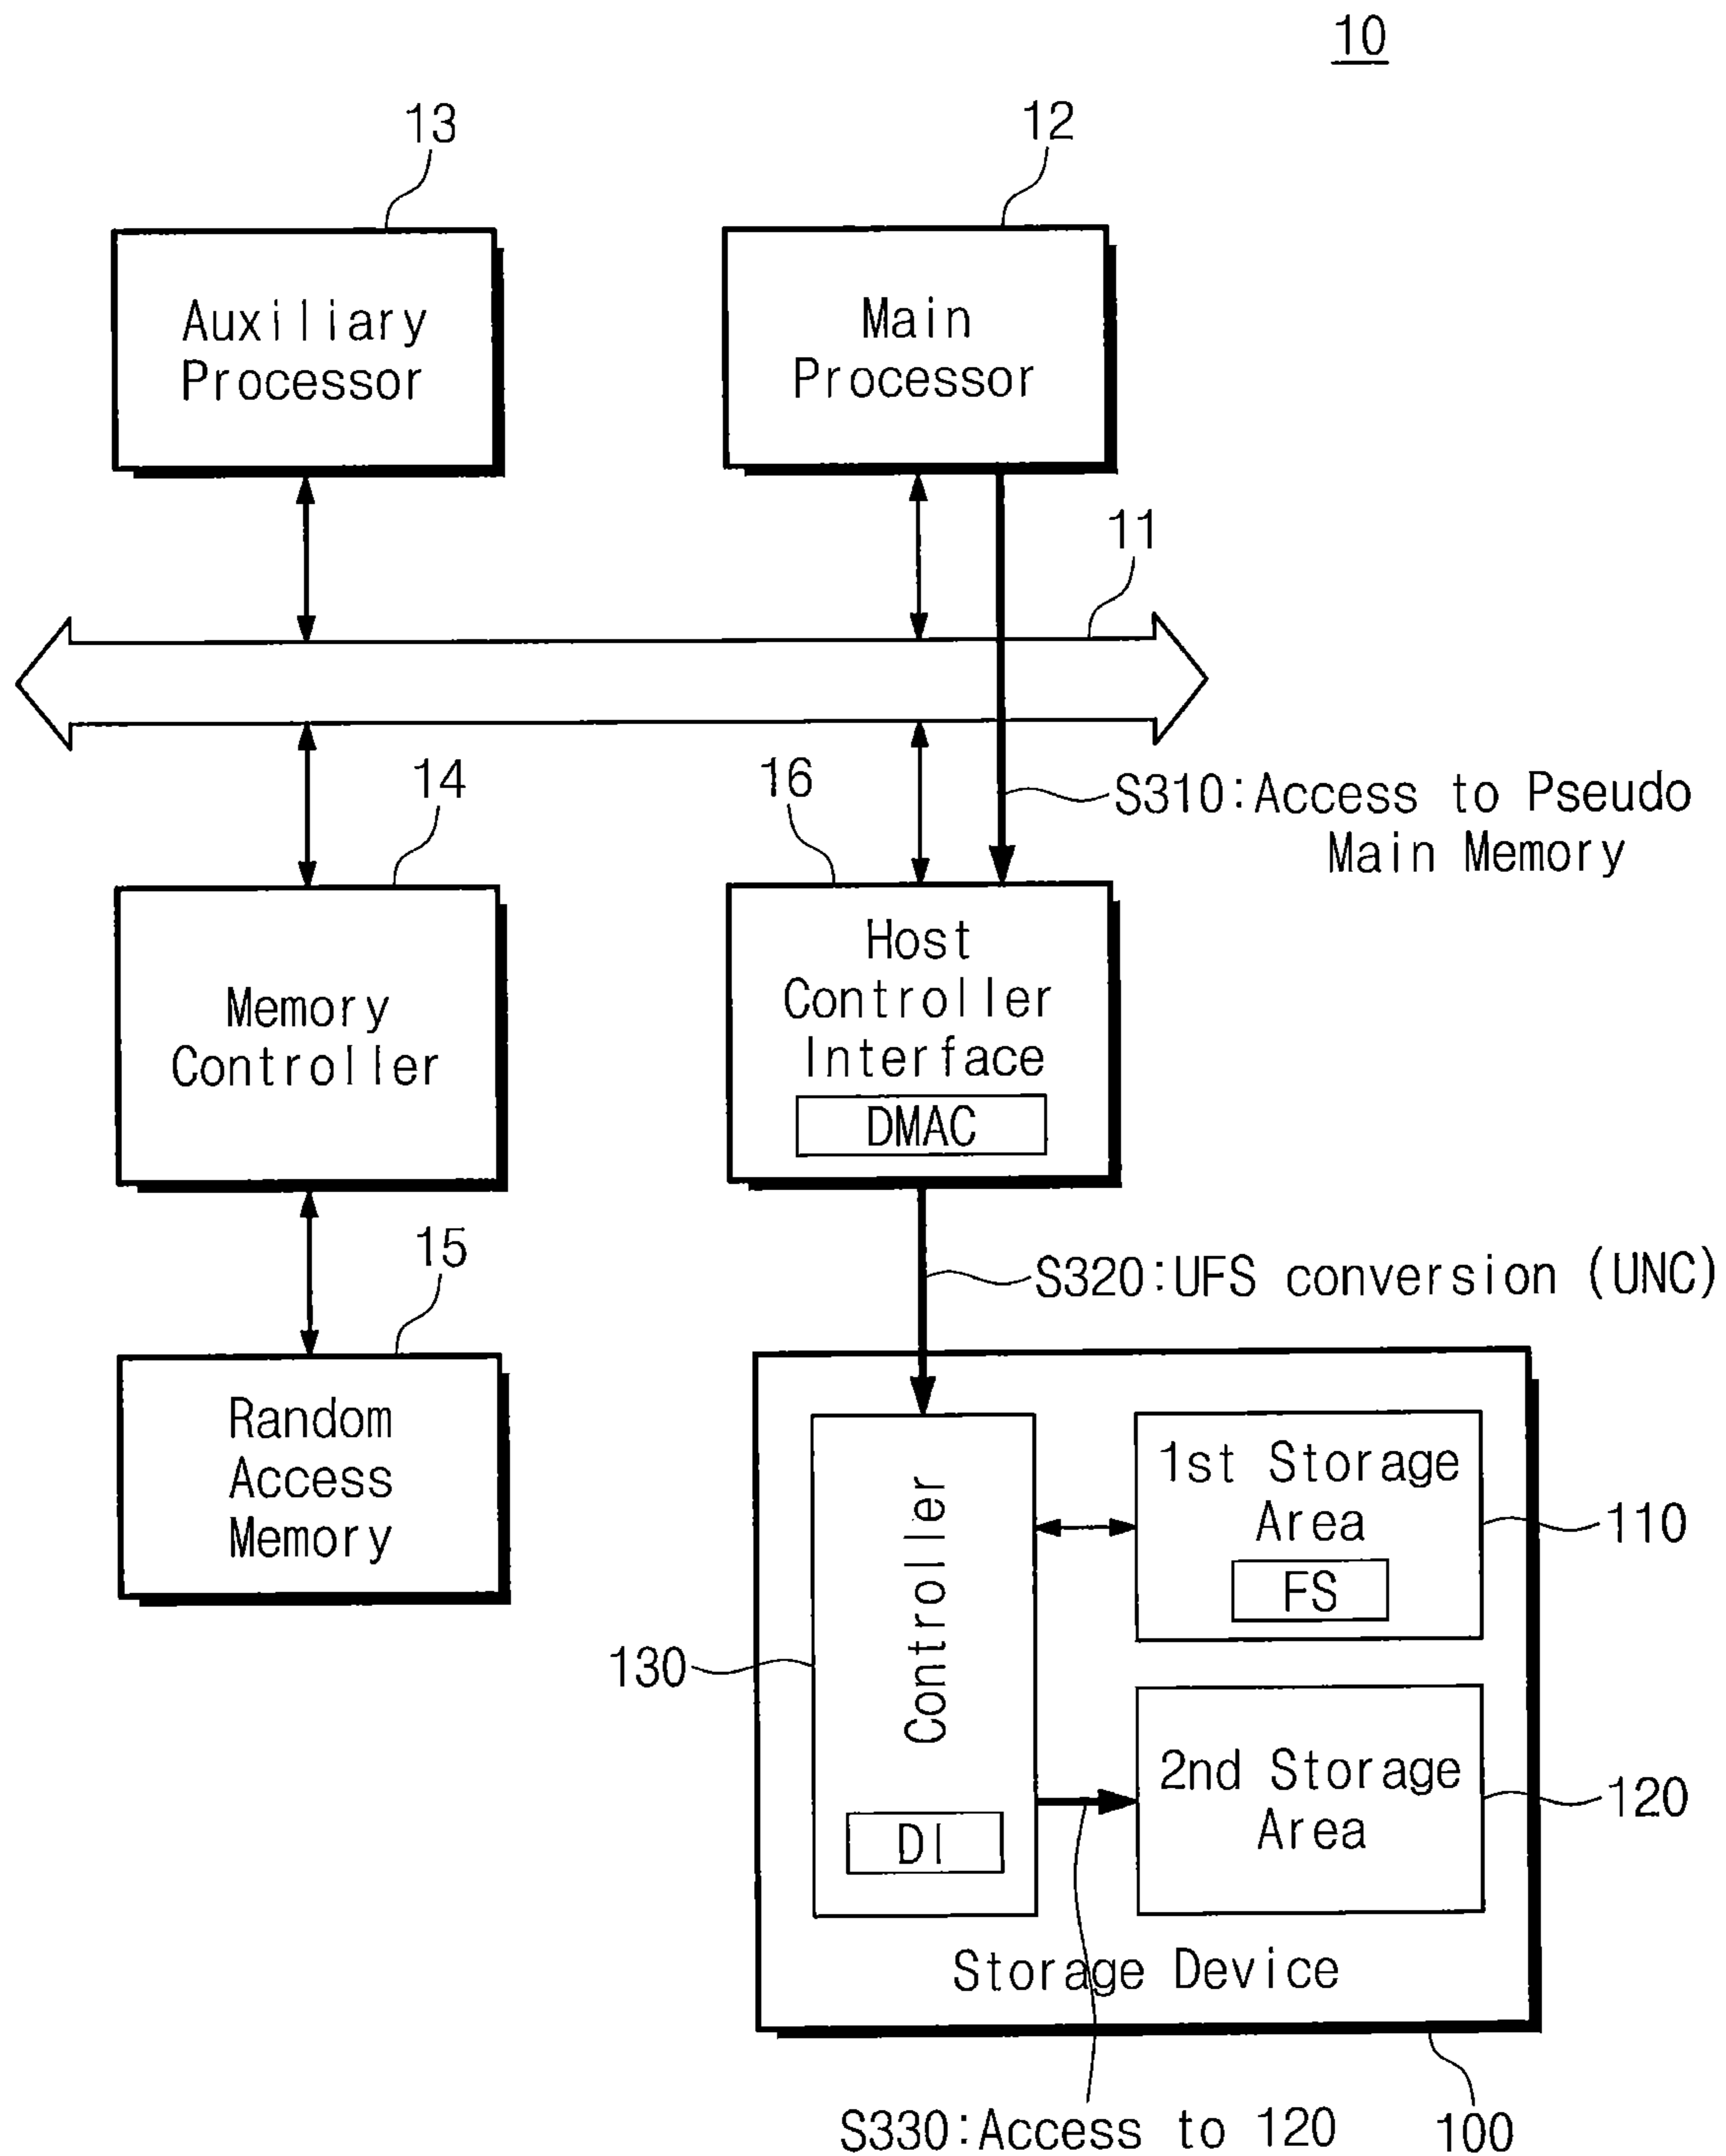 10
13
12
Auxiliary
Processor
Main
Processor
11
14
16
S310:Access to Pseudo
Main Memory
Memory
Controller
Host
Controller
Interface
DMAC
15
S320:UFS conversion (UNC)
Random
Access
Memory
Controller
DI
1st Storage
Area
FS
110
130
2nd Storage
Area
120
Storage Device
S330:Access to 120
100